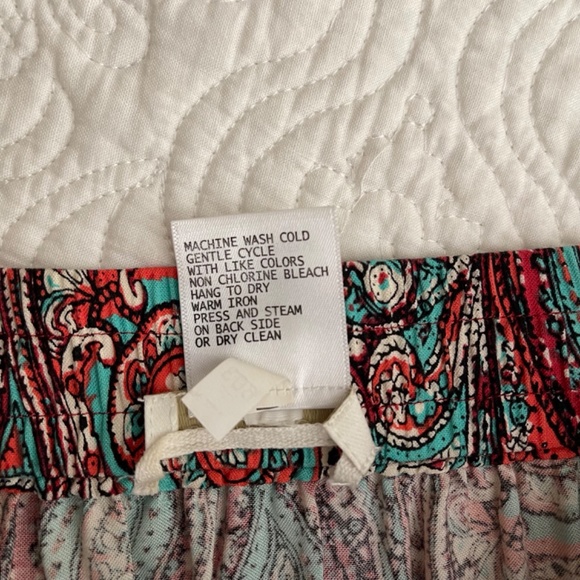 MACHINE WASH COLD
GENTLE CYCLE
WITH LIKE COLORS
NON CHLORINE BLEACH
HANG TO DRY
WARM IRON
PRESS AND STEAM
ON BACK SIDE
OR DRY CLEAN